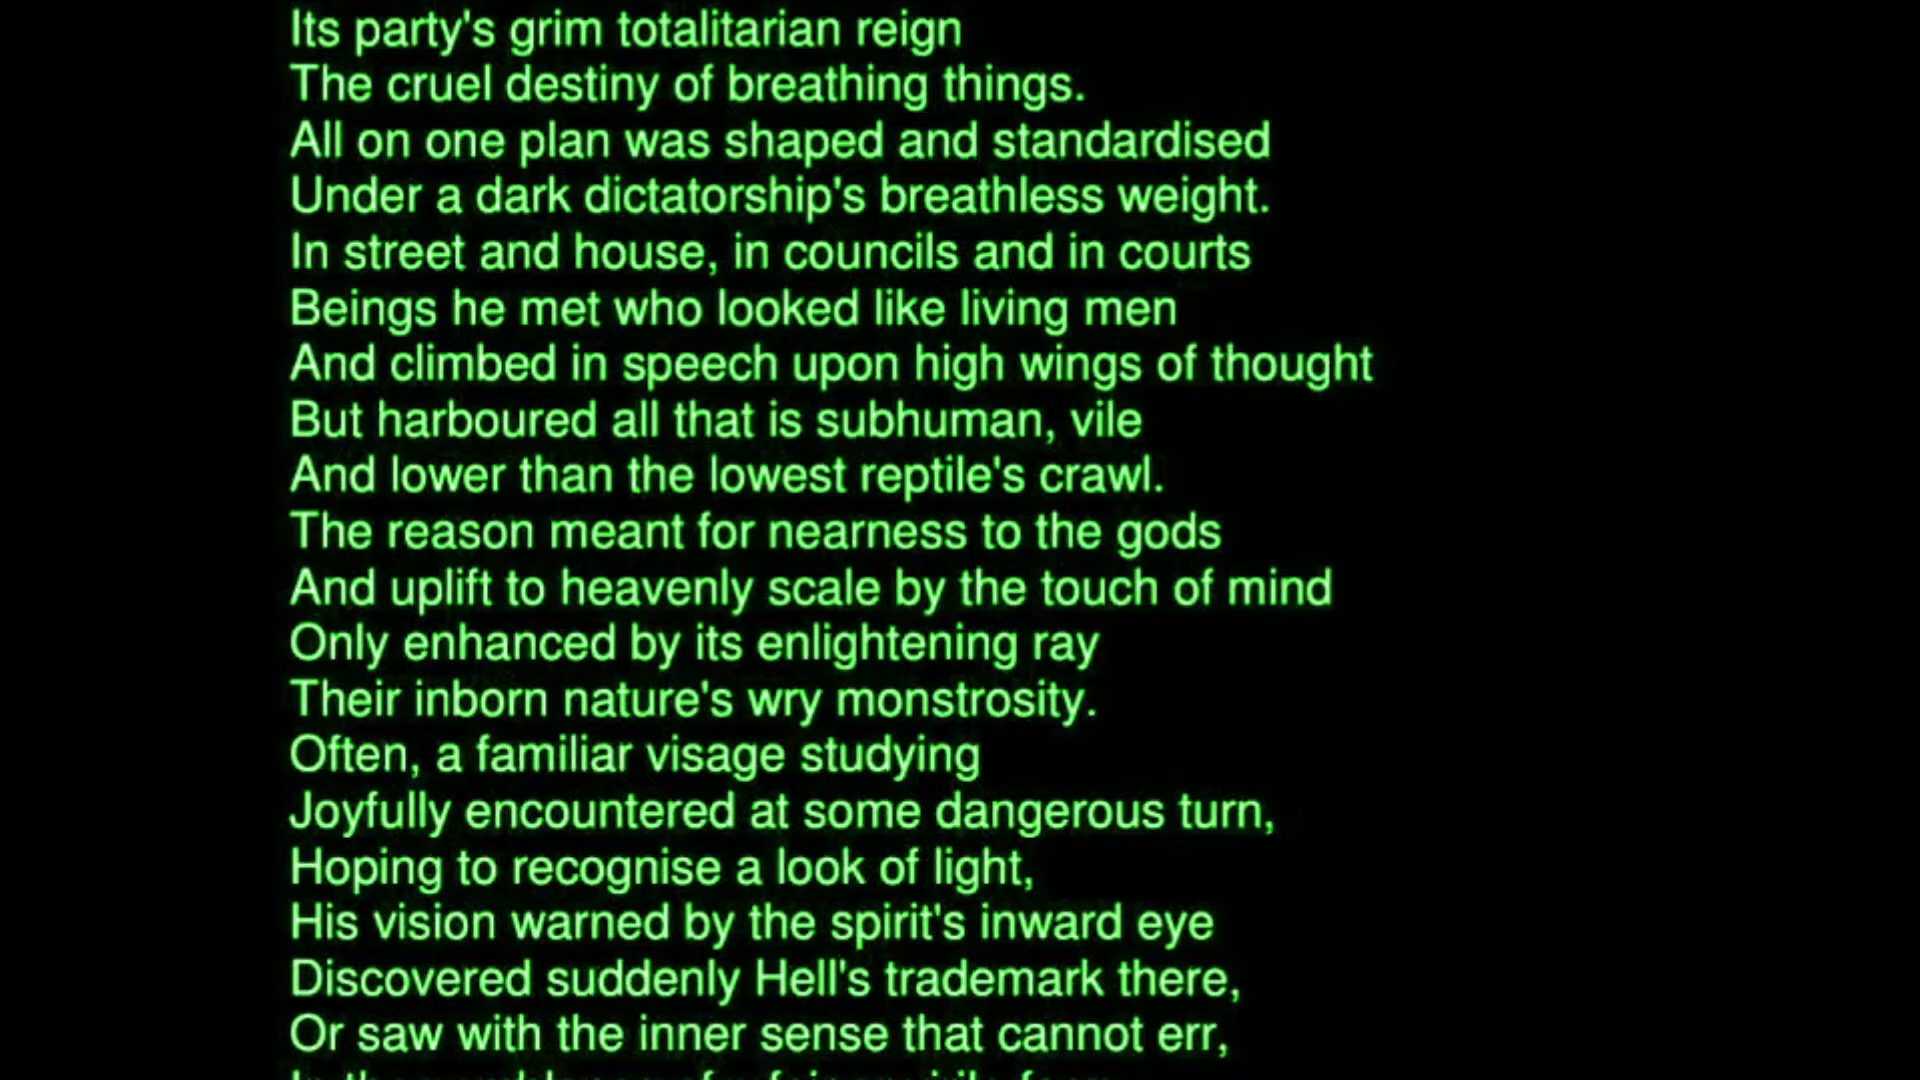 Its party's grim totalitarian reign
The cruel destiny of breathing things.
All on one plan was shaped and standardised
Under a dark dictatorship's breathless weight.
In street and house, in councils and in courts
Beings he met who looked like living men
And climbed in speech upon high wings of thought
But harboured all that is subhuman, vile
And lower than the lowest reptile's crawl.
The reason meant for nearness to the gods
And uplift to heavenly scale by the touch of mind
Only enhanced by its enlightening ray
Their inborn nature's wry monstrosity.
Often, a familiar visage studying
Joyfully encountered at some dangerous turn,
Hoping to recognise a look of light,
His vision warned by the spirit's inward eye
Discovered suddenly Hell's trademark there,
Or saw with the inner sense that cannot err,